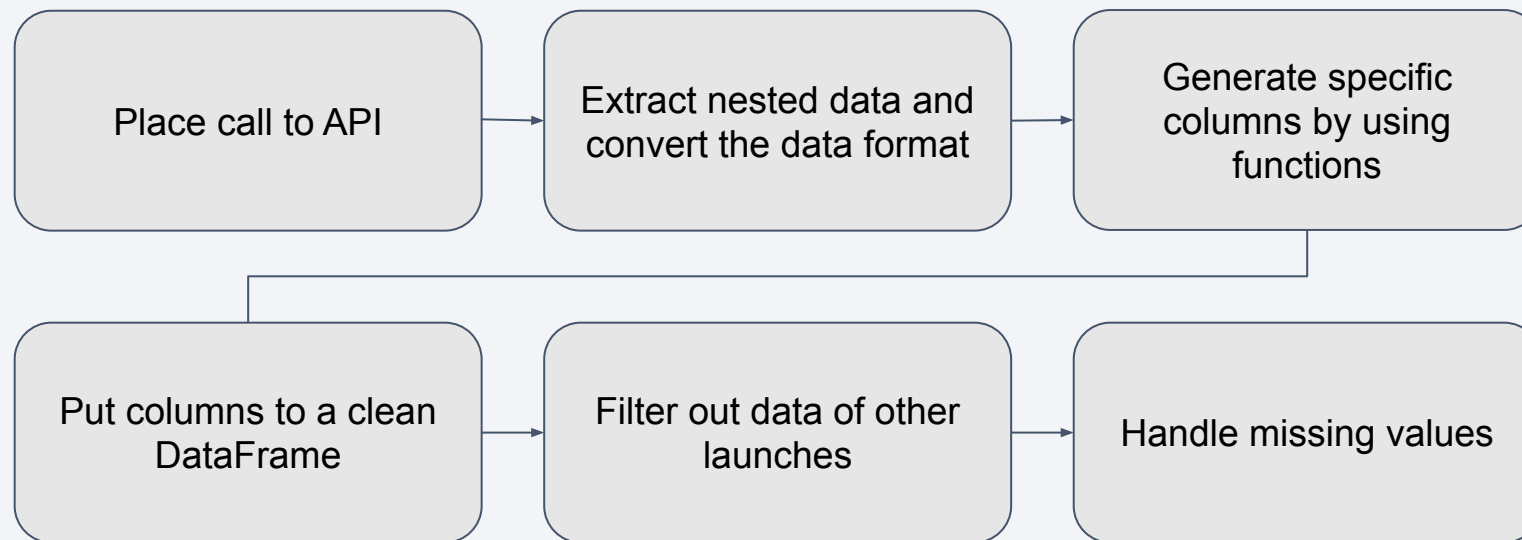 Place call to API
Extract nested data and
convert the data format
Generate specific
columns by using
functions
Put columns to a clean
DataFrame
Filter out data of other
launches
Handle missing values